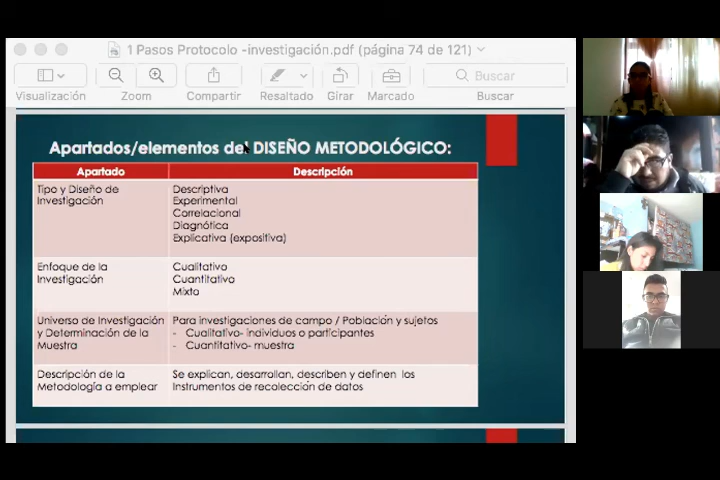 1 Pasos Protocolo -investigación.pdf (página 74 de 121)
Visualización
Zoom
Compartir
Resaltado
Girar
Marcado
Buscar
Buscar
Apartados/elementos del DISEÑO METODOLÓGICO:
Apartado
Descripción
Tipo y Diseño de
Investigación
Descriptiva
Experimental
Correlacional
Diagnótica
Explicativa (expositiva)
Enfoque de la
Investigación
Cualitativo
Cuantitativo
Mixto
Universo de Investigación
y Determinación de la
Muestra
Para investigaciones de campo / Población y sujetos
- Cualitativo- individuos o participantes
- Cuantitativo- muestra
Descripción de la
Metodología a emplear
Se explican, desarrollan, describen y definen los
Instrumentos de recolección de datos